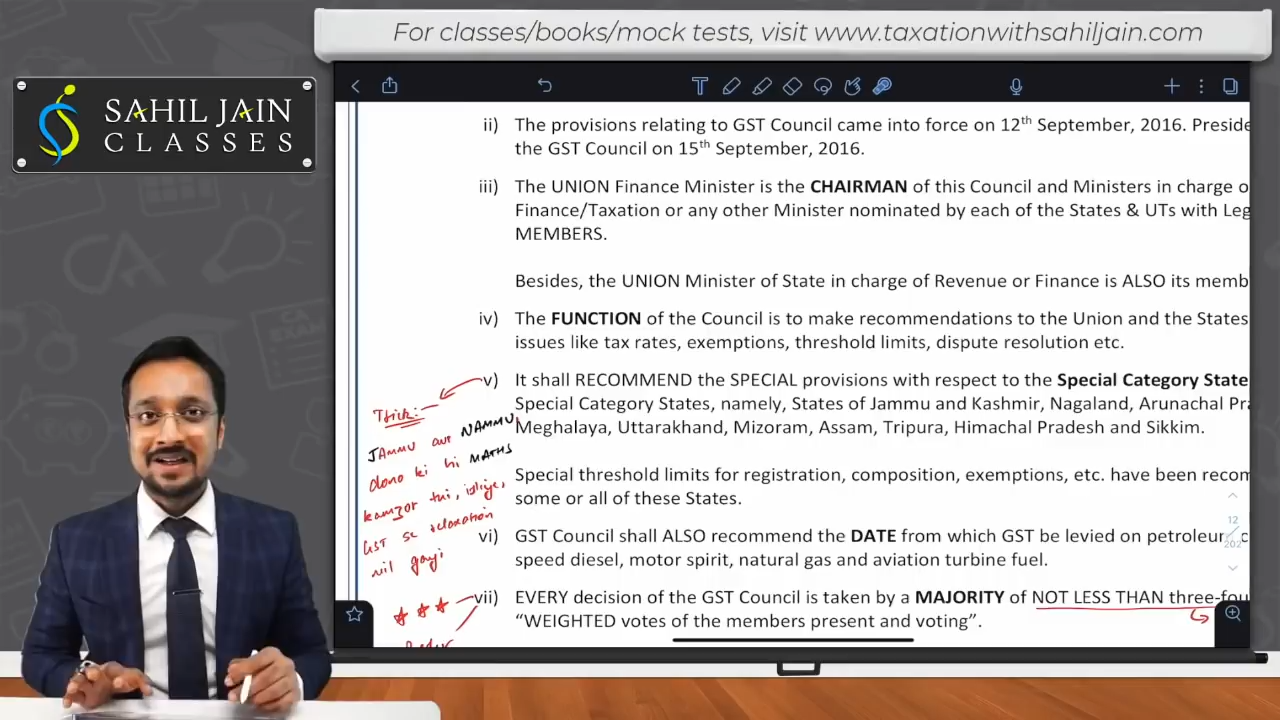 For classes/books/mock tests, visit www.taxationwithsahiljain.com
SAHIL JAIN
CLASSES
ii) The provisions relating to GST Council came into force on 12th September, 2016. Preside
the GST Council on 15th September, 2016.
iii) The UNION Finance Minister is the CHAIRMAN of this Council and Ministers in charge o
Finance/Taxation or any other Minister nominated by each of the States & UTs with Leg
MEMBERS.
Besides, the UNION Minister of State in charge of Revenue or Finance is ALSO its memb
iv) The FUNCTION of the Council is to make recommendations to the Union and the States
issues like tax rates, exemptions, threshold limits, dispute resolution etc.
v) It shall RECOMMEND the SPECIAL provisions with respect to the Special Category State
Special Category States, namely, States of Jammu and Kashmir, Nagaland, Arunachal Pra
Meghalaya, Uttarakhand, Mizoram, Assam, Tripura, Himachal Pradesh and Sikkim.
Special threshold limits for registration, composition, exemptions, etc. have been recom
some or all of these States.
vi) GST Council shall ALSO recommend the DATE from which GST be levied on petroleum c
speed diesel, motor spirit, natural gas and aviation turbine fuel.
vii) EVERY decision of the GST Council is taken by a MAJORITY of NOT LESS THAN three-fou
"WEIGHTED votes of the members present and voting".
Trick:-
JAMMU aur NAMMU,
dono ki hi MATHS
kamzor thi, isliye,
GST se relaxation
mil gayi
12
202